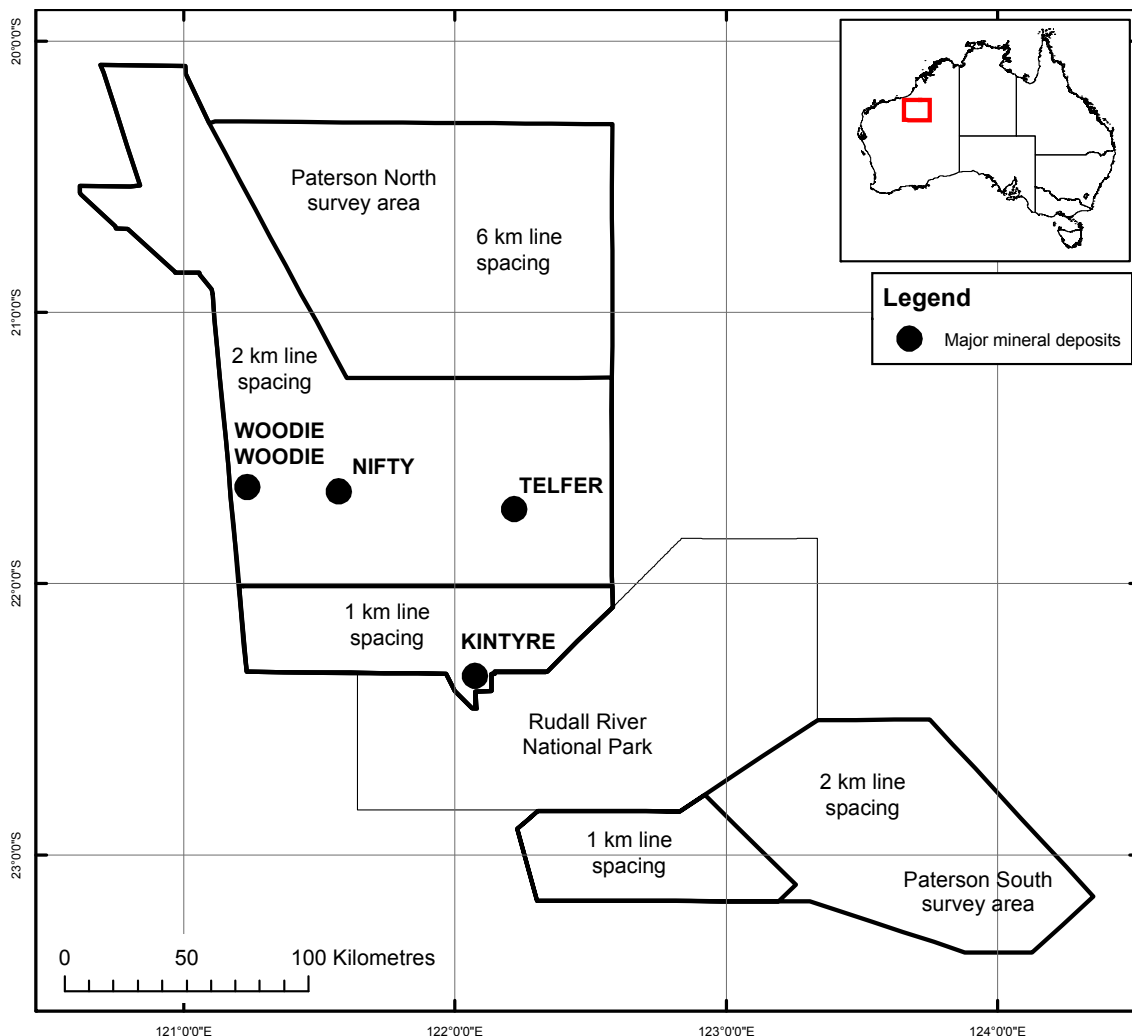 20°0'0"S
21°0'0"S
22°0'0"S
23°0'0"S
Paterson North
survey area
6 km line
spacing
Legend
Major mineral deposits
2 km line
spacing
WOODIE
WOODIE
NIFTY
TELFER
1 km line
spacing
KINTYRE
Rudall River
National Park
2 km line
spacing
1 km line
spacing
Paterson South
survey area
0 50 100 Kilometres
121°0'0"E 122°0'0"E 123°0'0"E 124°0'0"E